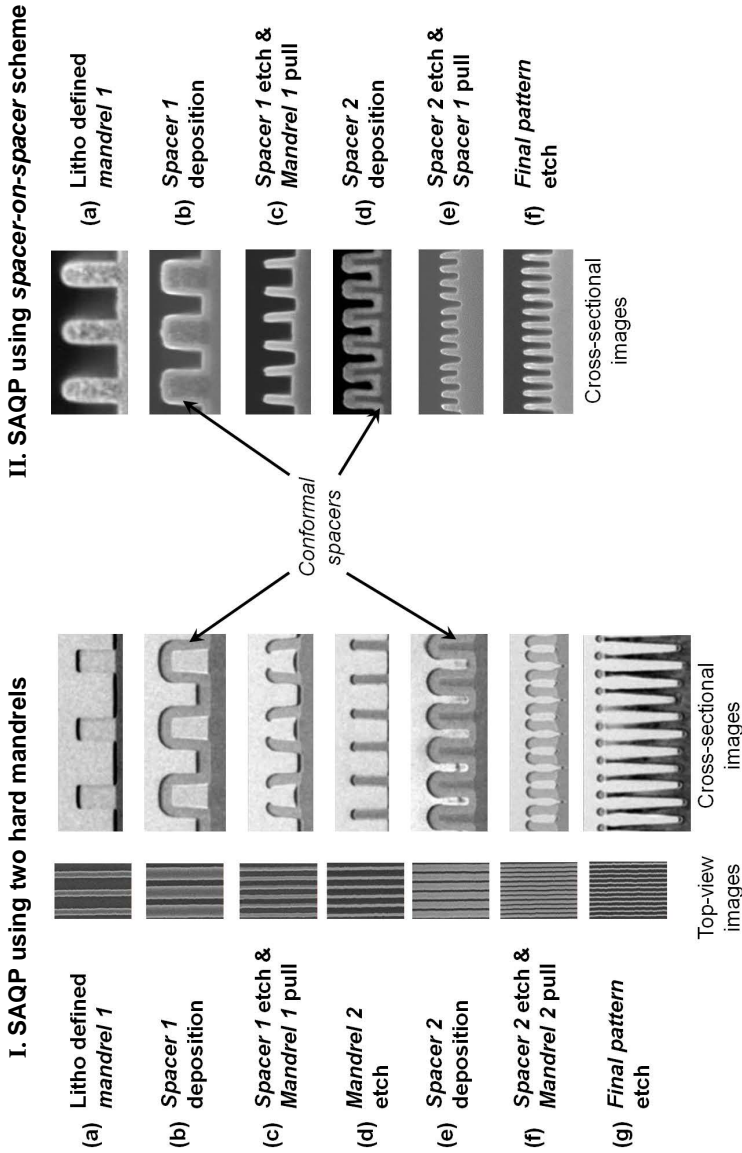 I. SAQP using two hard mandrels
(a) Litho defined
mandrel 1
(b) Spacer 1
deposition
(c) Spacer 1 etch &
Mandrel 1 pull
(d) Mandrel 2
etch
(e) Spacer 2
deposition
(f) Spacer 2 etch &
Mandrel 2 pull
(g) Final pattern
etch
Top-view
images
Cross-sectional
images
Conformal
spacers
II. SAQP using spacer-on-spacer scheme
(a) Litho defined
mandrel 1
(b) Spacer 1
deposition
(c) Spacer 1 etch &
Mandrel 1 pull
(d) Spacer 2
deposition
(e) Spacer 2 etch &
Spacer 1 pull
(f) Final pattern
etch
Cross-sectional
images